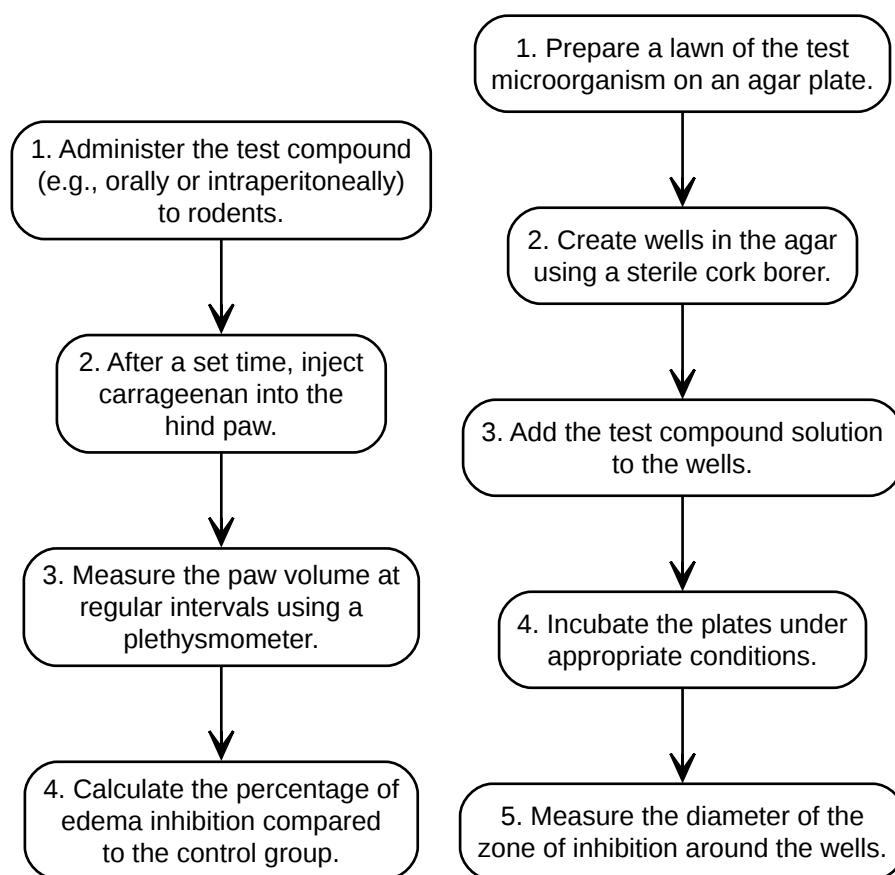 1. Administer the test compound
(e.g., orally or intraperitoneally)
to rodents.
2. After a set time, inject
carrageenan into the
hind paw.
3. Measure the paw volume at
regular intervals using a
plethysmometer.
4. Calculate the percentage of
edema inhibition compared
to the control group.
1. Prepare a lawn of the test
microorganism on an agar plate.
2. Create wells in the agar
using a sterile cork borer.
3. Add the test compound solution
to the wells.
4. Incubate the plates under
appropriate conditions.
5. Measure the diameter of the
zone of inhibition around the wells.